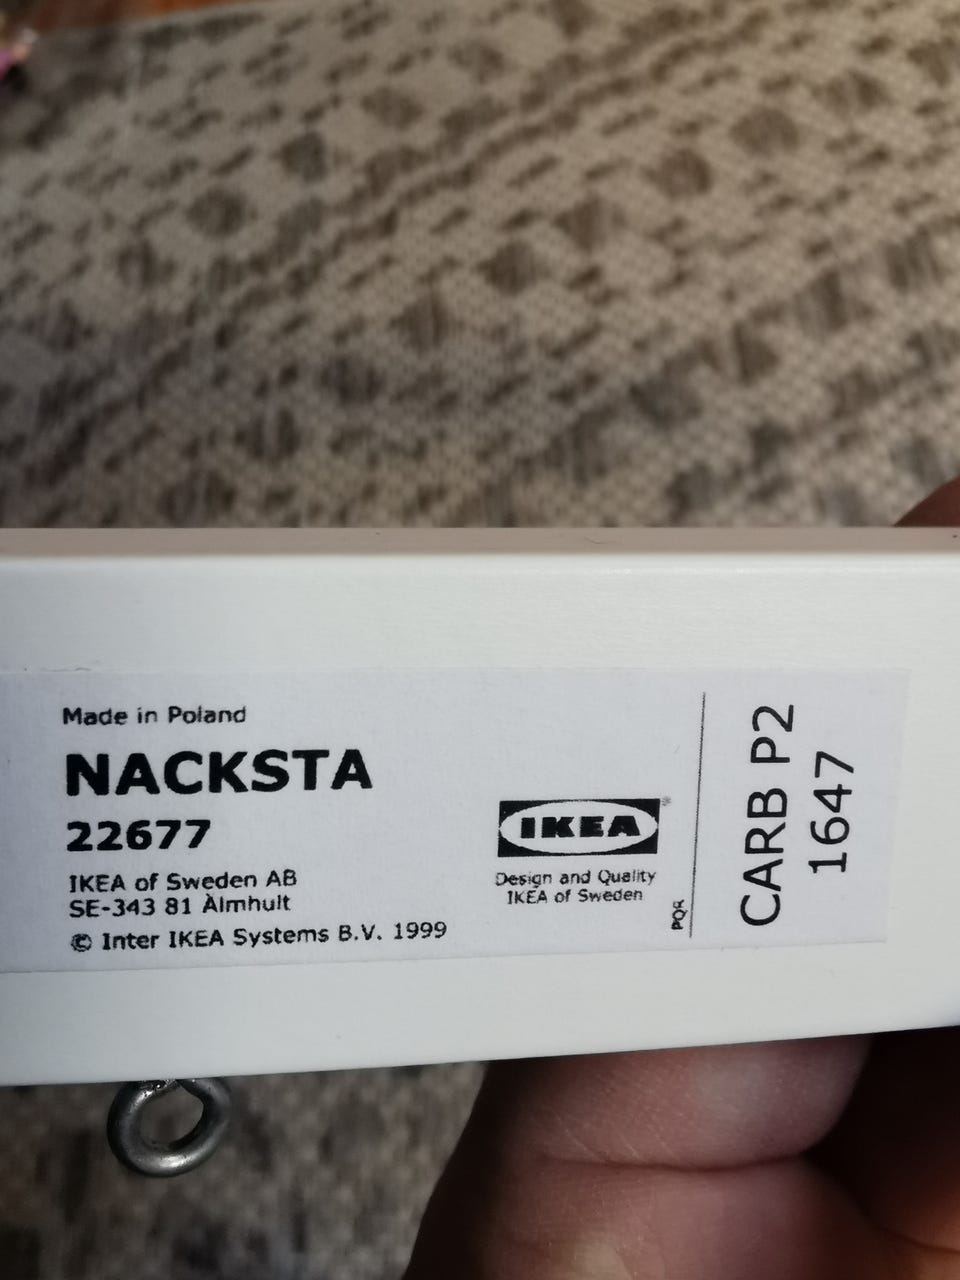 Made in Poland
NACKSTA
22677
IKEA of Sweden AB
SE-343 81 Älmhult
© Inter IKEA Systems B.V. 1999
IKEA®
Design and Quality
IKEA of Sweden
PQR
CARB P2
1647